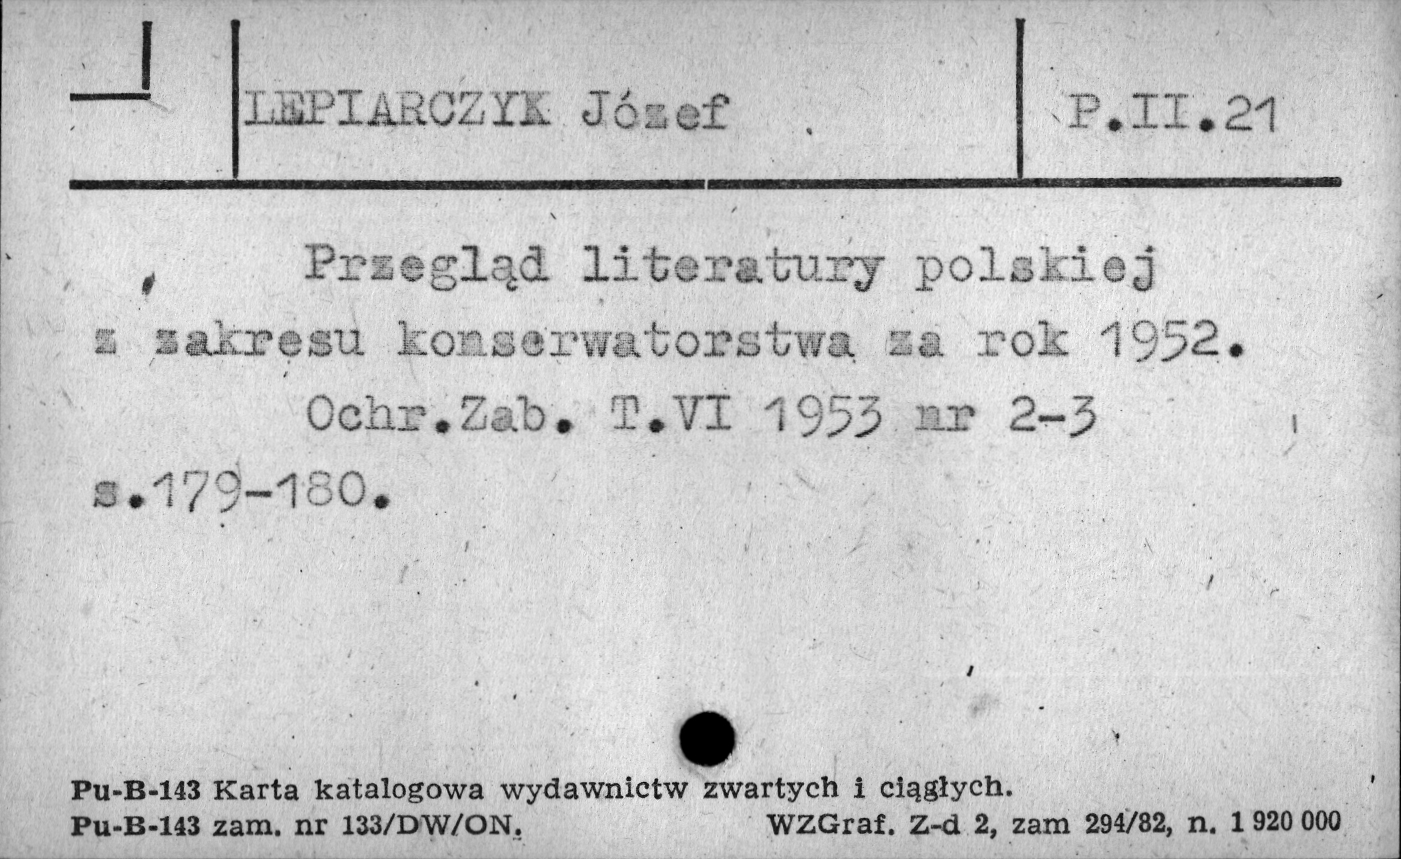 LEPIARCZYK Józef P.II.21
Przegląd literatury polskiej
z zakresu konserwatorstwa za rok 1952.
Ochr.Zab. T.VI 1953 nr 2-3
s.179-180.
Pu-B-143 Karta katalogowa wydawnictw zwartych i ciągłych.
Pu-B-143 zam. nr 133/DW/ON. WZGraf. Z-d 2, zam 294/82, n. 1 920 000